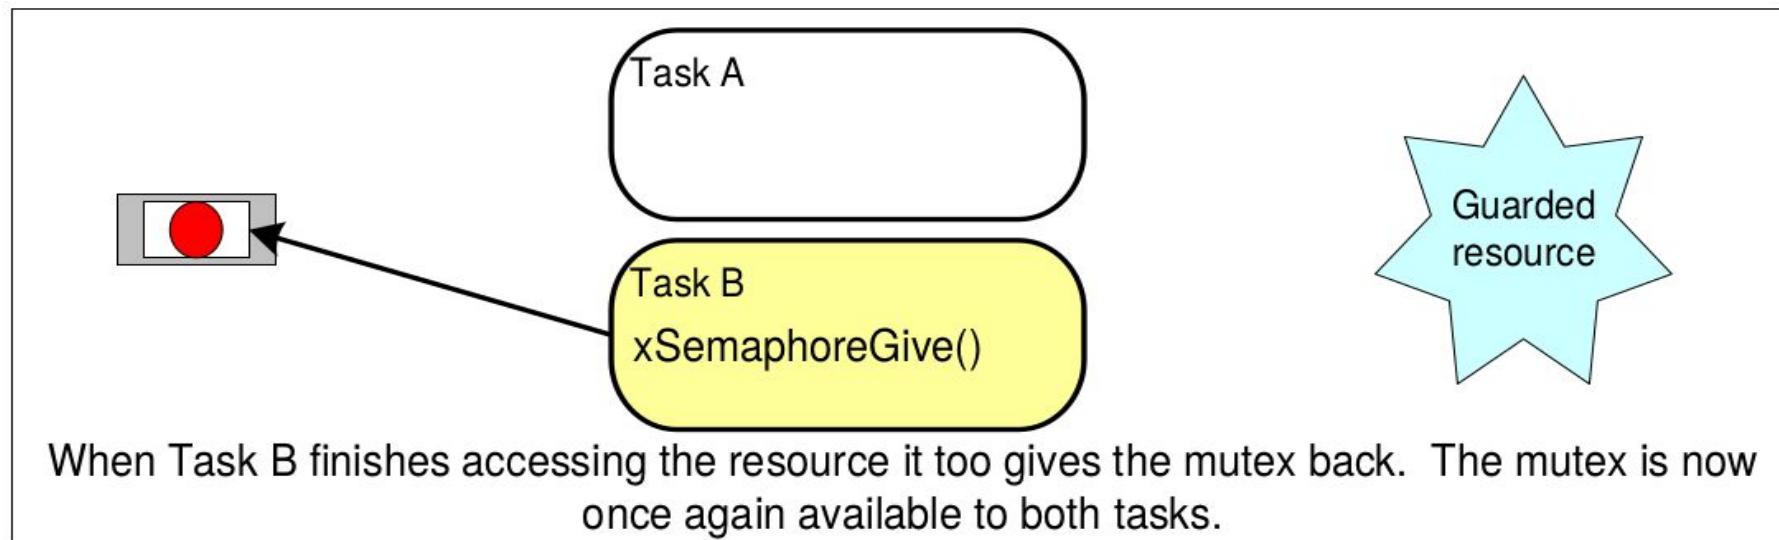 Task A
Guarded
resource
Task B
xSemaphoreGive()
When Task B finishes accessing the resource it too gives the mutex back.  The mutex is now
once again available to both tasks.